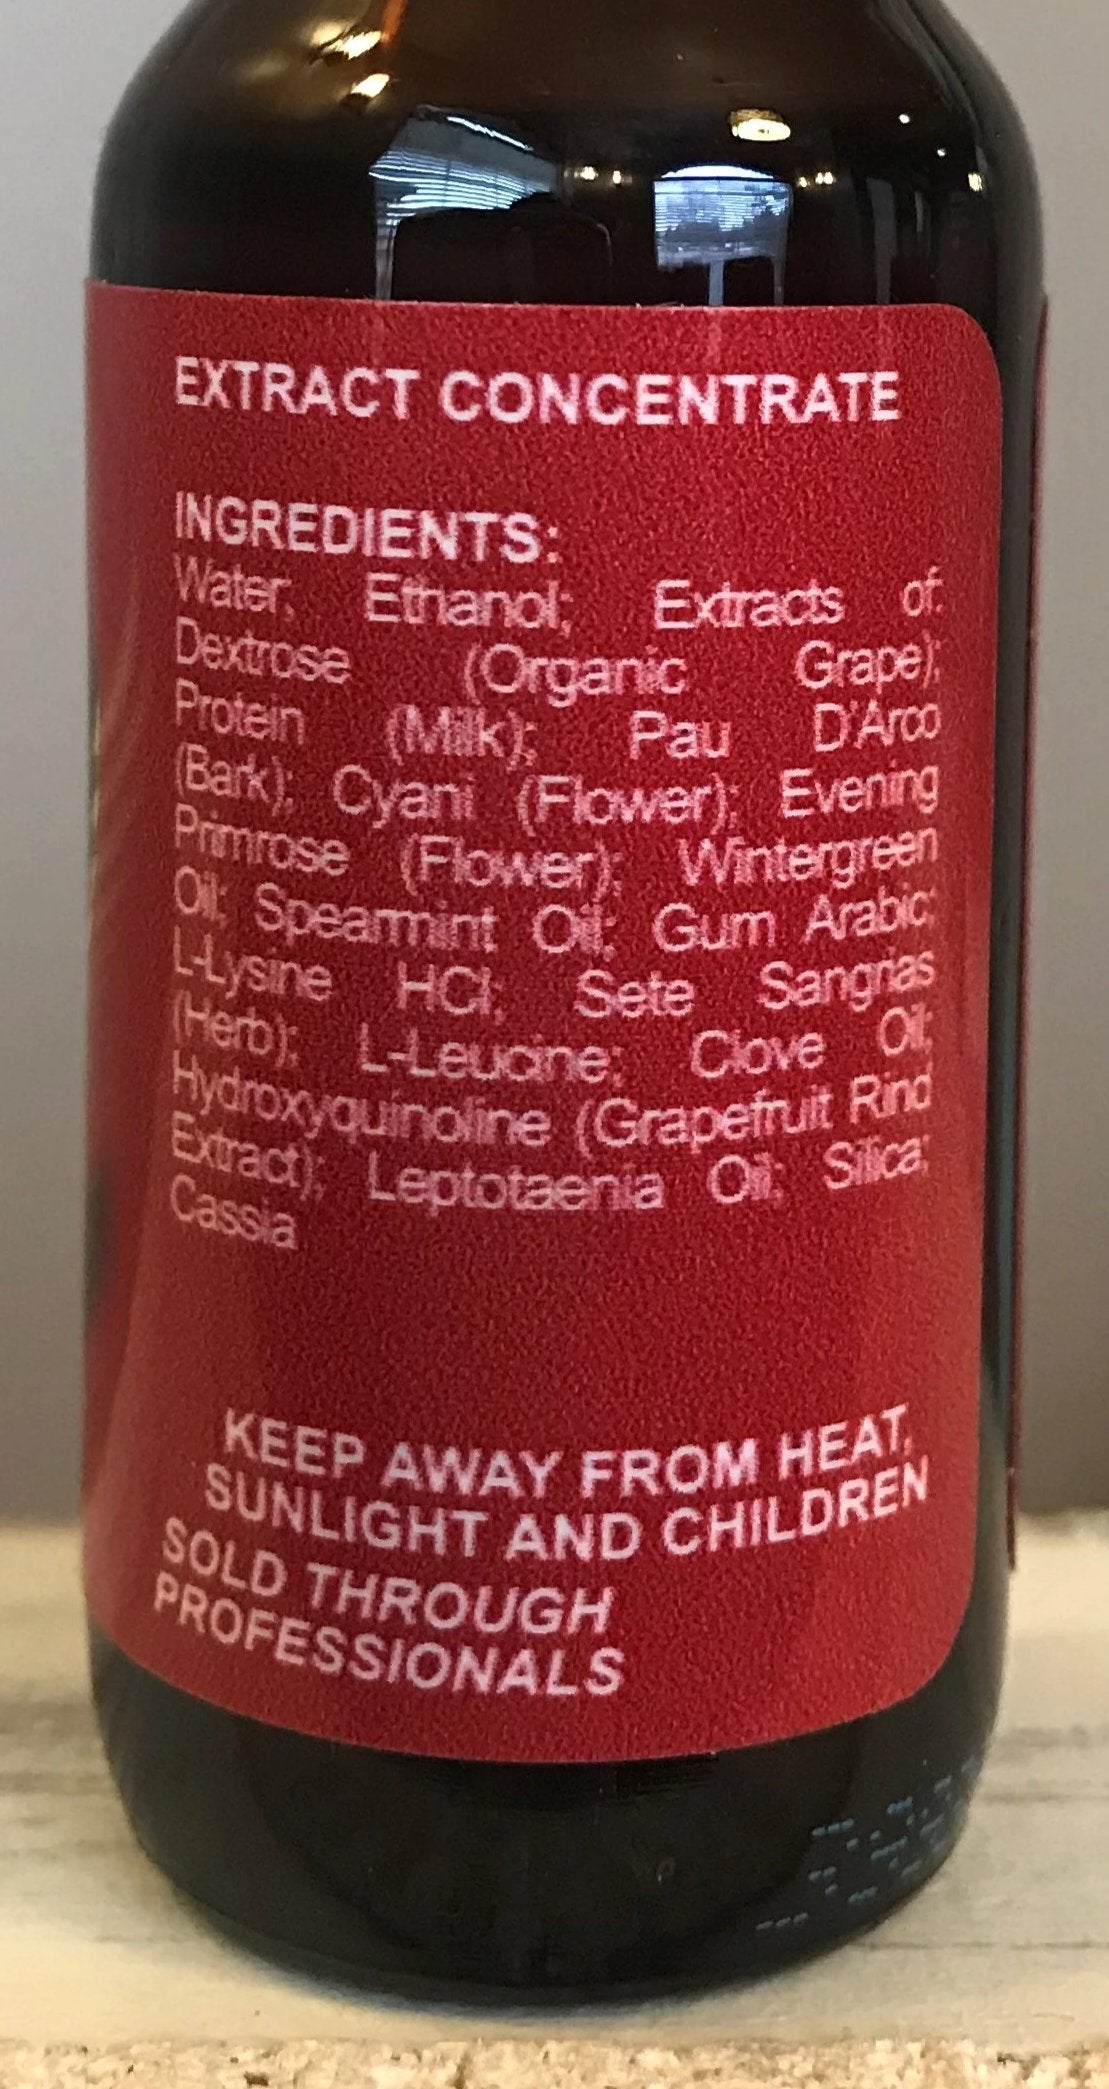 EXTRACT CONCENTRATE
INGREDIENTS:
Water, Ethanol; Extracts of:
Dextrose (Organic Grape);
Protein (Milk); Pau D'Arco
(Bark); Cyani (Flower); Evening
Primrose (Flower); Wintergreen
Oil; Spearmint Oil; Gum Arabic;
L-Lysine HCl; Sete Sangrias
(Herb); L-Leucine; Clove Oil;
Hydroxyquinoline (Grapefruit Rind
Extract); Leptotaenia Oil; Silica;
Cassia
KEEP AWAY FROM HEAT,
SUNLIGHT AND CHILDREN
SOLD THROUGH
PROFESSIONALS